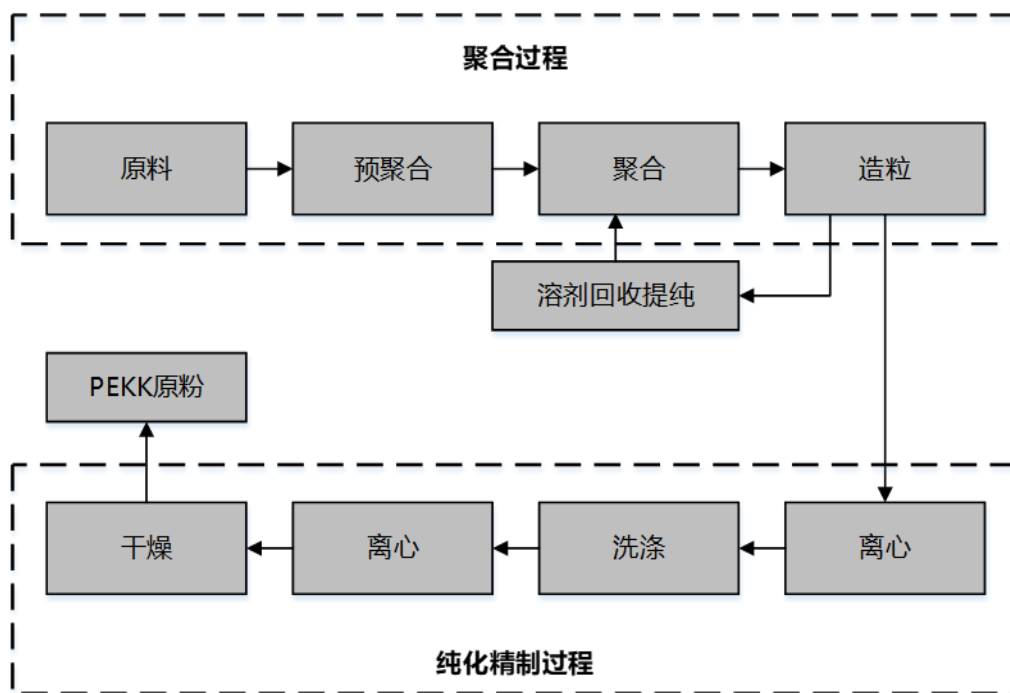 聚合过程
原料
预聚合
聚合
造粒
溶剂回收提纯
PEKK原粉
干燥
离心
洗涤
离心
纯化精制过程